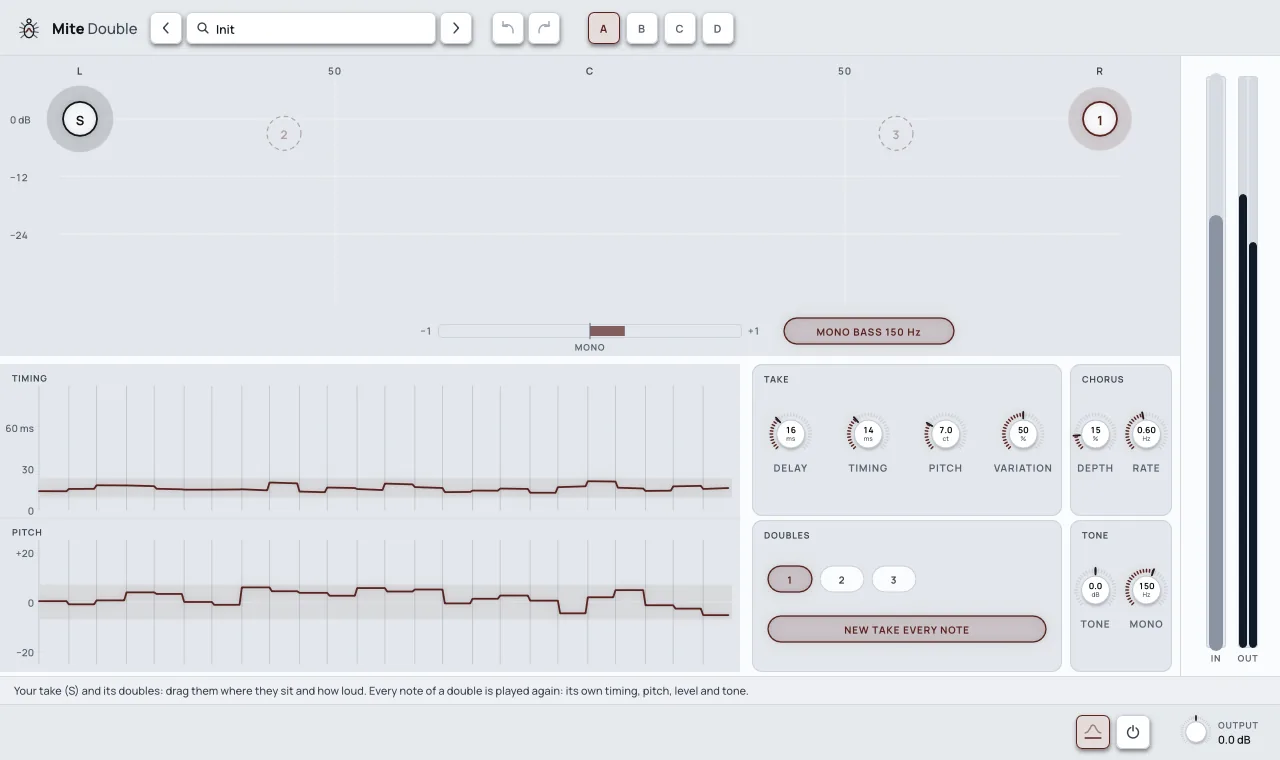 Mite Double
Init
A B C D
L 50 C 50 R
0 dB
S 2 3 1
−12
−24
−1 +1
MONO
MONO BASS 150 Hz
TIMING
60 ms
30
0
PITCH
+20
0
−20
TAKE
16 ms
14 ms
7.0 ct
50 %
DELAY TIMING PITCH VARIATION
CHORUS
15 %
0.60 Hz
DEPTH RATE
DOUBLES
1 2 3
NEW TAKE EVERY NOTE
TONE
0.0 dB
150 Hz
TONE MONO
IN OUT
Your take (S) and its doubles: drag them where they sit and how loud. Every note of a double is played again: its own timing, pitch, level and tone.
OUTPUT
0.0 dB